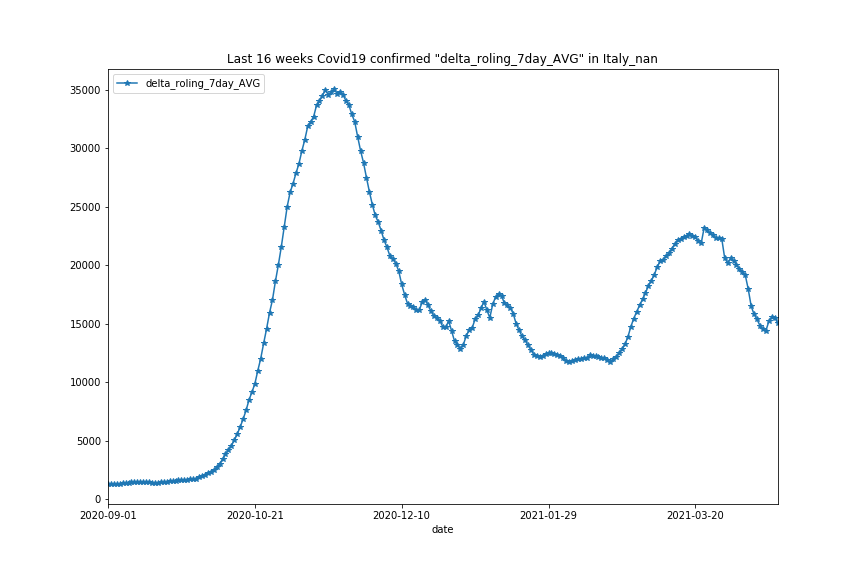 Last 16 weeks Covid19 confirmed "delta_roling_7day_AVG" in Italy_nan
delta_roling_7day_AVG
35000
30000
25000
20000
15000
10000
5000
0
2020-09-01 2020-10-21 2020-12-10 2021-01-29 2021-03-20
date